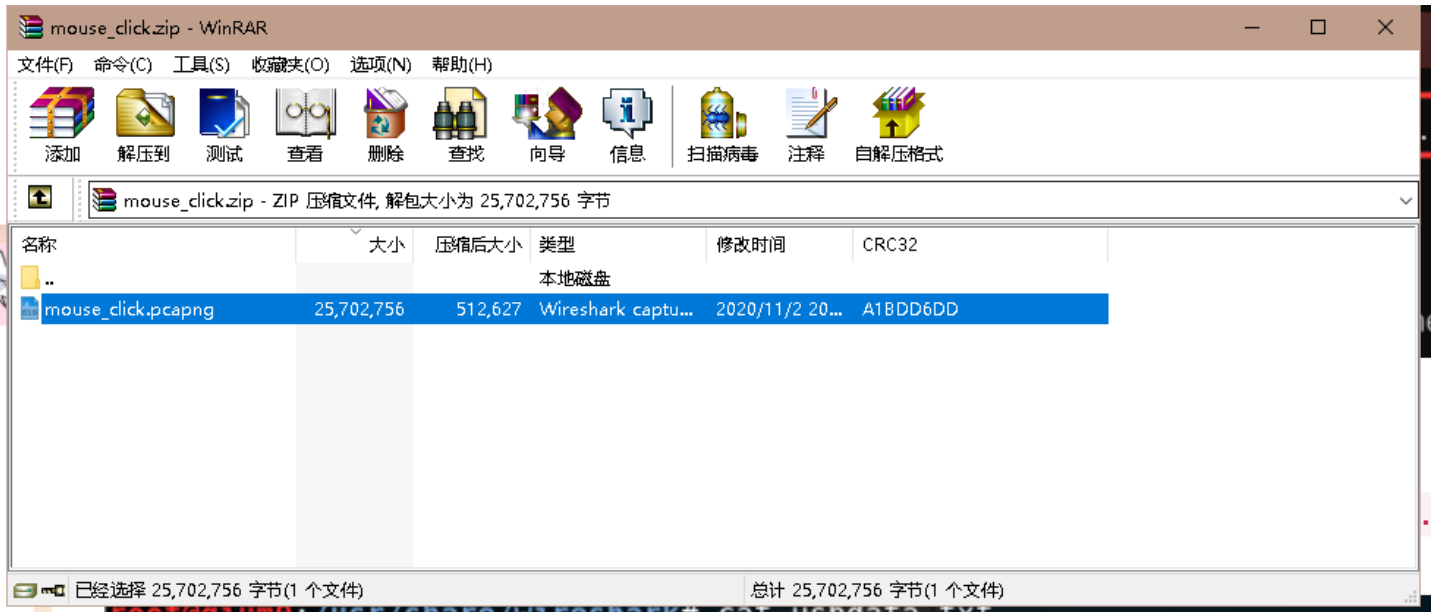 mouse_click.zip - WinRAR
文件(F) 命令(C) 工具(S) 收藏夹(O) 选项(N) 帮助(H)
添加 解压到 测试 查看 删除 查找 向导 信息 扫描病毒 注释 自解压格式
mouse_click.zip - ZIP 压缩文件, 解包大小为 25,702,756 字节
名称 大小 压缩后大小 类型 修改时间 CRC32
.. 本地磁盘
mouse_click.pcapng 25,702,756 512,627 Wireshark captu... 2020/11/2 20... A1BDD6DD
已经选择 25,702,756 字节(1 个文件) 总计 25,702,756 字节(1 个文件)